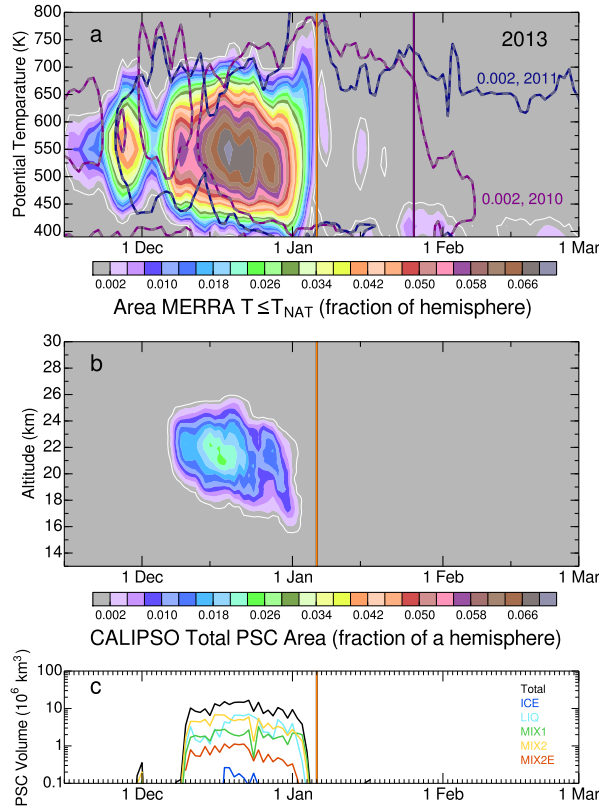 800
750
700
650
600
550
500
450
400
Potential Temparature (K)
a
2013
0.002, 2011
0.002, 2010
1 Dec
1 Jan
1 Feb
1 Mar
0.002 0.010 0.018 0.026 0.034 0.042 0.050 0.058 0.066
Area MERRA T ≤ TNAT (fraction of hemisphere)
30
28
26
24
22
20
18
16
14
Altitude (km)
b
1 Dec
1 Jan
1 Feb
1 Mar
0.002 0.010 0.018 0.026 0.034 0.042 0.050 0.058 0.066
CALIPSO Total PSC Area (fraction of a hemisphere)
100
10
1
0.1
PSC Volume (10⁶ km³)
c
Total
ICE
LIQ
MIX1
MIX2
MIX2E
1 Dec
1 Jan
1 Feb
1 Mar